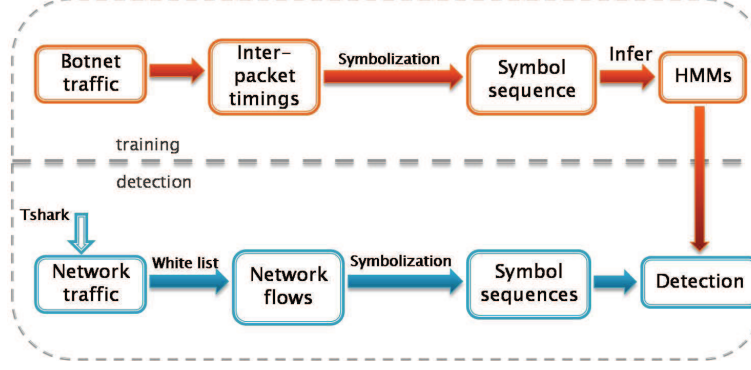 Botnet
traffic
Inter-
packet
timings
Symbolization
Symbol
sequence
Infer
HMMs
training
detection
Tshark
Network
traffic
White list
Network
flows
Symbolization
Symbol
sequences
Detection